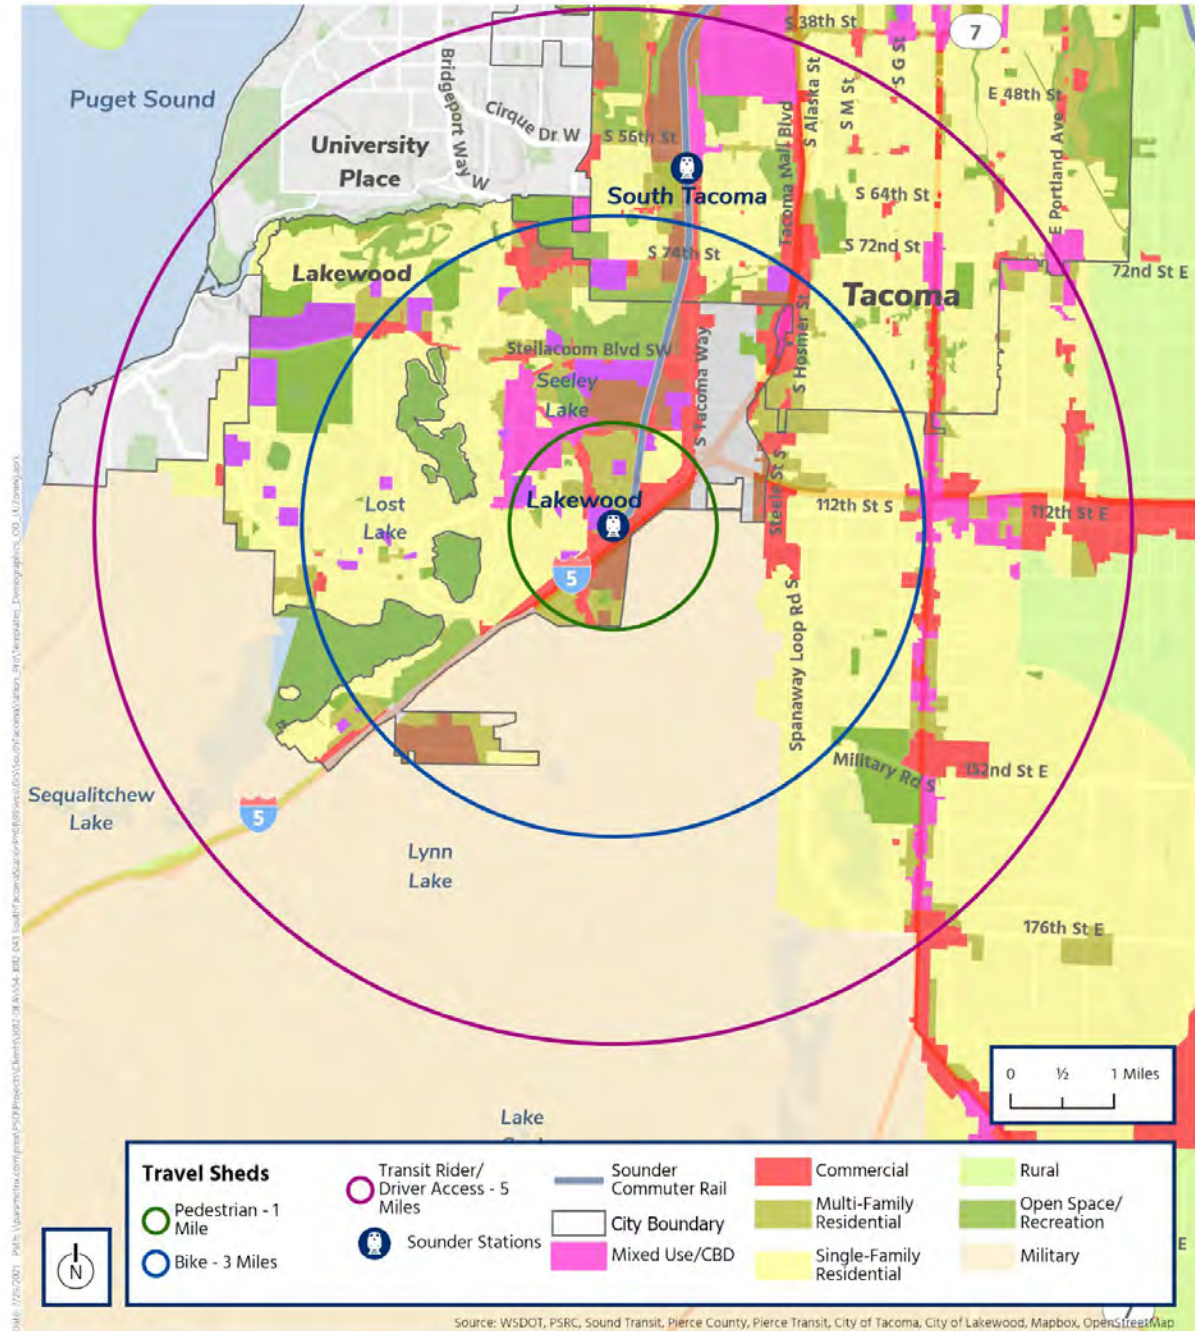 S 38th St
7
Puget Sound
Bridgeport Way W
Cirque Dr W
S 56th St
Tacoma Mall Blvd
S Alaska St
S M St
S G St
E 48th St
E Portland Ave
University
Place
South Tacoma
S 64th St
S 74th St
S 72nd St
72nd St E
Lakewood
Tacoma
Steilacoom Blvd SW
Seeley
Lake
S Tacoma Way
S Hosmer St
Lakewood
Lost
Lake
Steele St S
112th St S
112th St E
5
Spanaway Loop Rd S
Military Rd S
152nd St E
Sequalitchew
Lake
5
Lynn
Lake
176th St E
0 ½ 1 Miles
Lake
Travel Sheds
Pedestrian - 1
Mile
Bike - 3 Miles
Transit Rider/
Driver Access - 5
Miles
Sounder Stations
Sounder
Commuter Rail
City Boundary
Mixed Use/CBD
Commercial
Multi-Family
Residential
Single-Family
Residential
Rural
Open Space/
Recreation
Military
E
N
7
Source: WSDOT, PSRC, Sound Transit, Pierce County, Pierce Transit, City of Tacoma, City of Lakewood, Mapbox, OpenStreetMap